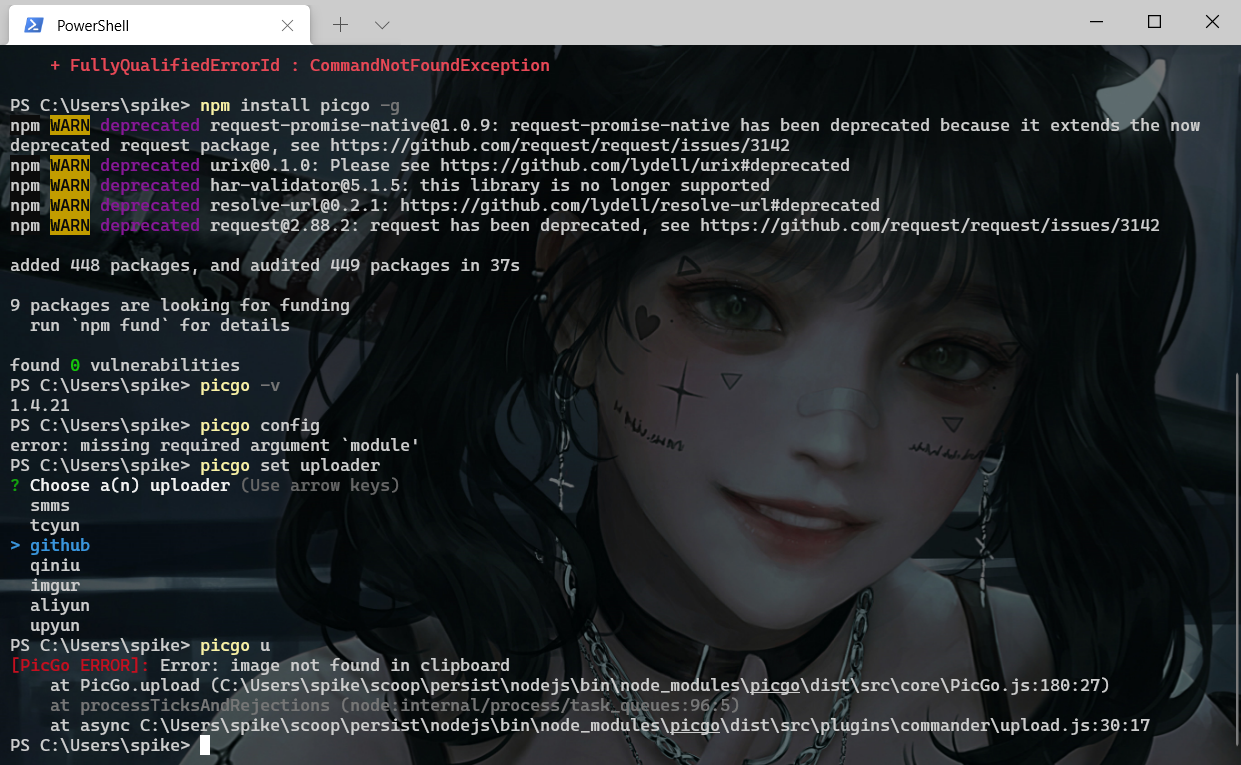 PowerShell
+ FullyQualifiedErrorId : CommandNotFoundException
PS C:\Users\spike> npm install picgo -g
npm WARN deprecated request-promise-native@1.0.9: request-promise-native has been deprecated because it extends the now
deprecated request package, see https://github.com/request/request/issues/3142
npm WARN deprecated urix@0.1.0: Please see https://github.com/lydell/urix#deprecated
npm WARN deprecated har-validator@5.1.5: this library is no longer supported
npm WARN deprecated resolve-url@0.2.1: https://github.com/lydell/resolve-url#deprecated
npm WARN deprecated request@2.88.2: request has been deprecated, see https://github.com/request/request/issues/3142
added 448 packages, and audited 449 packages in 37s
9 packages are looking for funding
run `npm fund` for details
found 0 vulnerabilities
PS C:\Users\spike> picgo -v
1.4.21
PS C:\Users\spike> picgo config
error: missing required argument `module'
PS C:\Users\spike> picgo set uploader
? Choose a(n) uploader (Use arrow keys)
smms
tcyun
> github
qiniu
imgur
aliyun
upyun
PS C:\Users\spike> picgo u
[PicGo ERROR]: Error: image not found in clipboard
at PicGo.upload (C:\Users\spike\scoop\persist\nodejs\bin\node_modules\picgo\dist\src\core\PicGo.js:180:27)
at processTicksAndRejections (node:internal/process/task_queues:96:5)
at async C:\Users\spike\scoop\persist\nodejs\bin\node_modules\picgo\dist\src\plugins\commander\upload.js:30:17
PS C:\Users\spike>